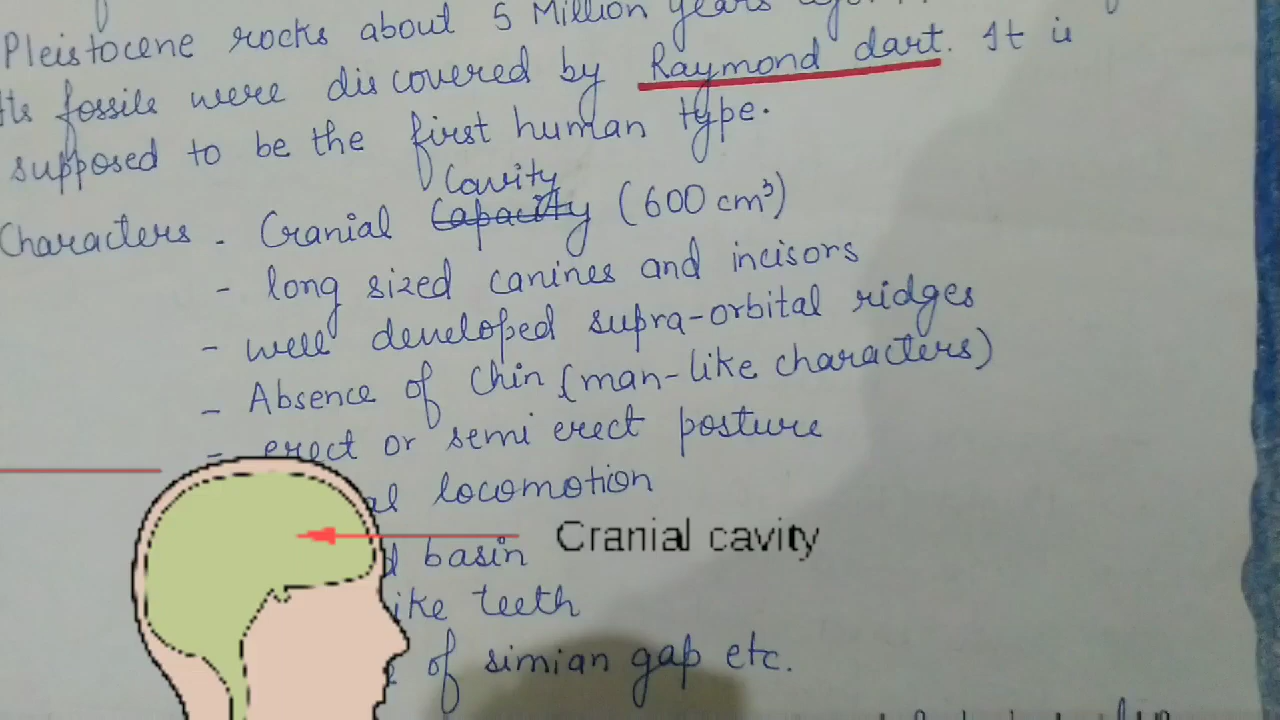 Pleistocene rocks about 5 Million years
Its fossils were discovered by Raymond dart. It is
supposed to be the first human type.
Cavity
Characters - Cranial Capacity (600 cm³)
- long sized canines and incisors
- well developed supra-orbital ridges
- Absence of Chin (man-like characters)
- erect or semi erect posture
locomotion
Cranial cavity
basin
like teeth
of simian gap etc.